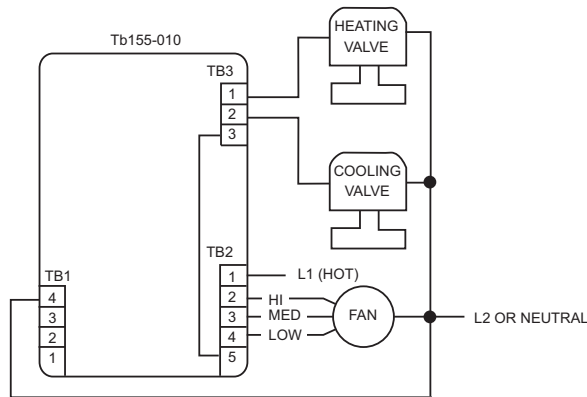 Tb155-010
HEATING
VALVE
TB3
1
2
3
COOLING
VALVE
TB2
1
2
3
4
5
L1 (HOT)
HI
MED
LOW
FAN
L2 OR NEUTRAL
TB1
4
3
2
1